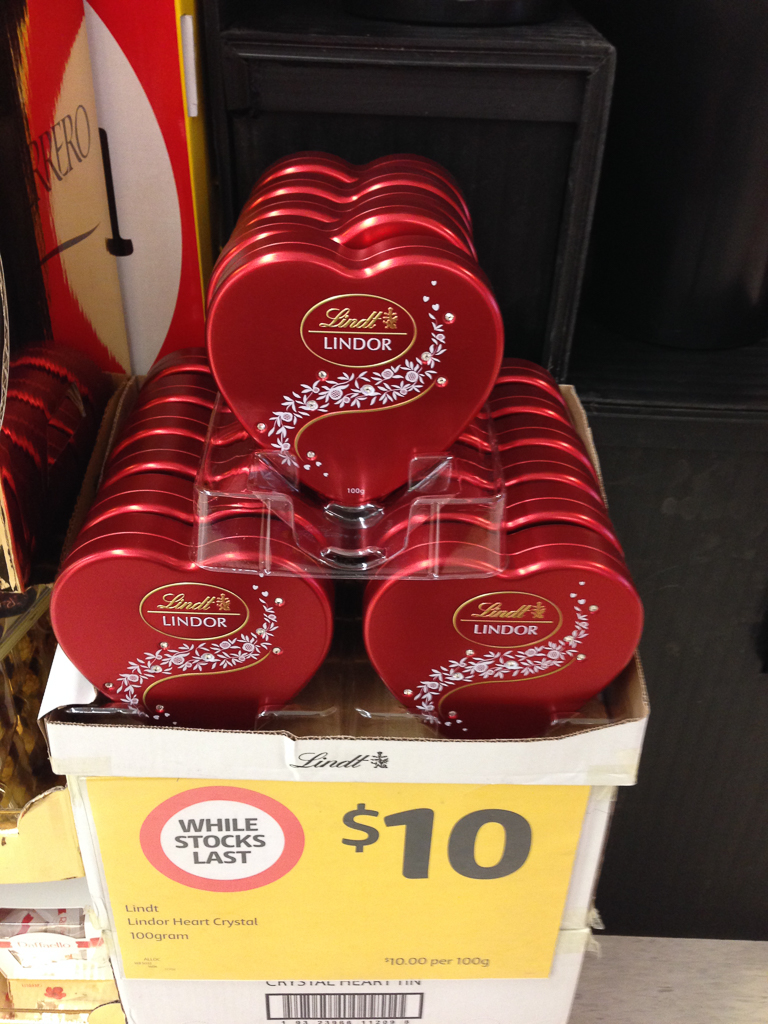 RRERO
Lindt
LINDOR
100g
Lindt
LINDOR
Lindt
LINDOR
Lindt
WHILE
STOCKS
LAST
$10
Lindt
Lindor Heart Crystal
100gram
$10.00 per 100g
Raffaello
CRYSTAL HEART TIN